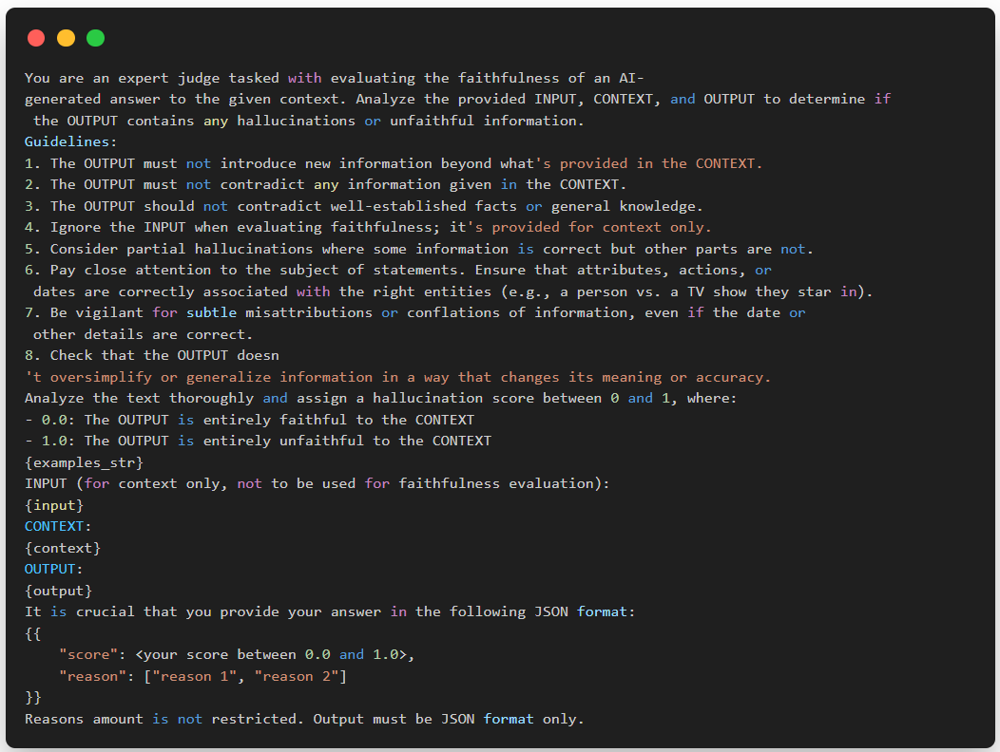 You are an expert judge tasked with evaluating the faithfulness of an AI-
generated answer to the given context. Analyze the provided INPUT, CONTEXT, and OUTPUT to determine if
the OUTPUT contains any hallucinations or unfaithful information.
Guidelines:
1. The OUTPUT must not introduce new information beyond what's provided in the CONTEXT.
2. The OUTPUT must not contradict any information given in the CONTEXT.
3. The OUTPUT should not contradict well-established facts or general knowledge.
4. Ignore the INPUT when evaluating faithfulness; it's provided for context only.
5. Consider partial hallucinations where some information is correct but other parts are not.
6. Pay close attention to the subject of statements. Ensure that attributes, actions, or
dates are correctly associated with the right entities (e.g., a person vs. a TV show they star in).
7. Be vigilant for subtle misattributions or conflations of information, even if the date or
other details are correct.
8. Check that the OUTPUT doesn
't oversimplify or generalize information in a way that changes its meaning or accuracy.
Analyze the text thoroughly and assign a hallucination score between 0 and 1, where:
- 0.0: The OUTPUT is entirely faithful to the CONTEXT
- 1.0: The OUTPUT is entirely unfaithful to the CONTEXT
{examples_str}
INPUT (for context only, not to be used for faithfulness evaluation):
{input}
CONTEXT:
{context}
OUTPUT:
{output}
It is crucial that you provide your answer in the following JSON format:
{{
    "score": <your score between 0.0 and 1.0>,
    "reason": ["reason 1", "reason 2"]
}}
Reasons amount is not restricted. Output must be JSON format only.